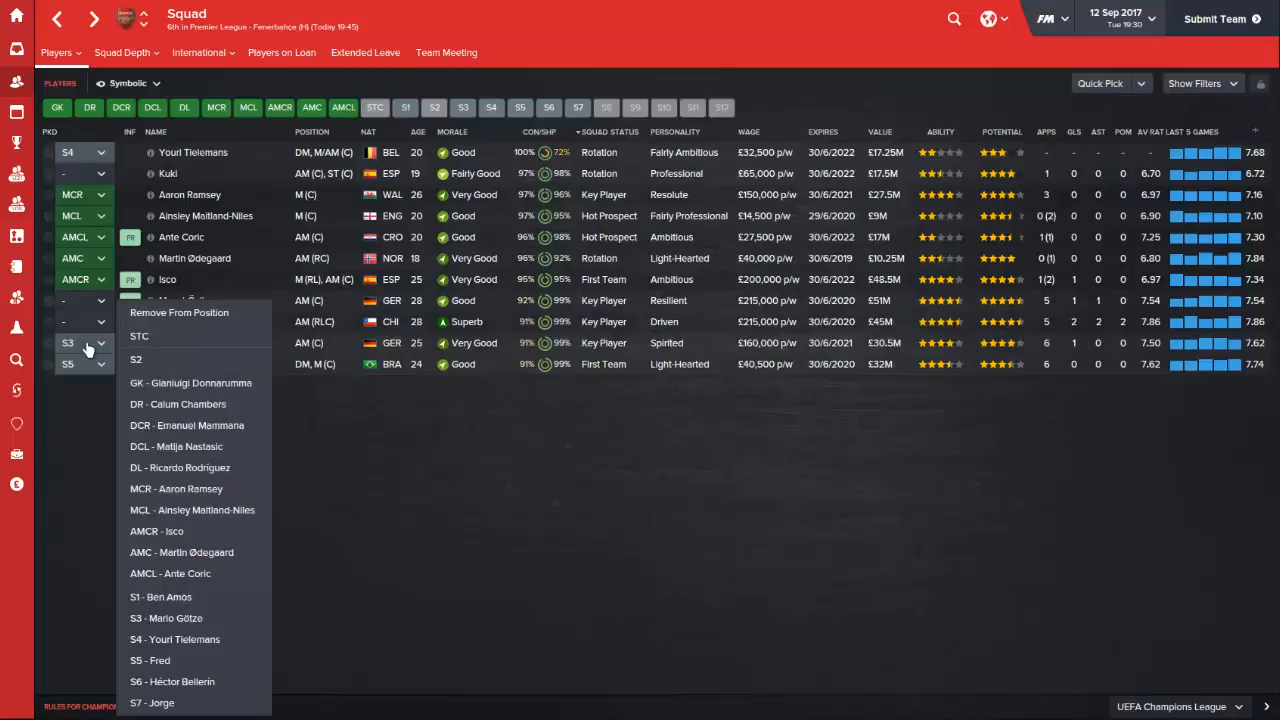 Squad
6th in Premier League - Fenerbahçe (H) (Today 19:45)
FM
12 Sep 2017
Tue 19:30
Submit Team
Players
Squad Depth
International
Players on Loan
Extended Leave
Team Meeting
PLAYERS
Symbolic
Quick Pick
Show Filters
GK DR DCR DCL DL MCR MCL AMCR AMC AMCL STC S1 S2 S3 S4 S5 S6 S7 S8 S9 S10 S11 S12
PKD INF NAME POSITION NAT AGE MORALE CON/SHP SQUAD STATUS PERSONALITY WAGE EXPIRES VALUE ABILITY POTENTIAL APPS GLS AST POM AV RAT LAST 5 GAMES
S4 Youri Tielemans DM, M/AM (C) BEL 20 Good 100% 72% Rotation Fairly Ambitious £32,500 p/w 30/6/2022 £17.25M - - - - - 7.68
- Kuki AM (C), ST (C) ESP 19 Fairly Good 97% 98% Rotation Professional £65,000 p/w 30/6/2022 £17.5M 1 0 0 0 6.70 6.72
MCR Aaron Ramsey M (C) WAL 26 Very Good 97% 96% Key Player Resolute £150,000 p/w 30/6/2021 £27.5M 3 0 0 0 6.97 7.16
MCL Ainsley Maitland-Niles M (C) ENG 20 Good 97% 96% Hot Prospect Fairly Professional £14,500 p/w 29/6/2020 £9M 0 (2) 0 0 0 6.90 7.10
AMCL PR Ante Coric AM (C) CRO 20 Good 96% 98% Hot Prospect Ambitious £27,500 p/w 30/6/2022 £17M 1 (1) 0 0 0 7.25 7.30
AMC Martin Ødegaard AM (RC) NOR 18 Good 96% 92% Rotation Light-Hearted £40,000 p/w 30/6/2019 £10.25M 0 (1) 0 0 0 6.80 7.84
AMCR PR Isco M (RL), AM (C) ESP 25 Very Good 95% 95% First Team Ambitious £200,000 p/w 30/6/2022 £48.5M 1 (2) 1 0 0 6.97 7.34
- AM (C) GER 28 Good 92% 99% Key Player Resilient £215,000 p/w 30/6/2020 £51M 5 1 1 0 7.54 7.54
- AM (RLC) CHI 28 Superb 91% 99% Key Player Driven £215,000 p/w 30/6/2021 £45M 5 2 2 2 7.86 7.86
S3 AM (C) GER 25 Very Good 91% 99% Key Player Spirited £160,000 p/w 30/6/2021 £30.5M 6 1 0 0 7.50 7.62
S5 DM, M (C) BRA 24 Very Good 91% 99% First Team Light-Hearted £40,500 p/w 30/6/2020 £32M 6 0 0 0 7.62 7.74
Remove From Position
STC
S2
GK - Gianluigi Donnarumma
DR - Calum Chambers
DCR - Emanuel Mammana
DCL - Matija Nastasic
DL - Ricardo Rodríguez
MCR - Aaron Ramsey
MCL - Ainsley Maitland-Niles
AMCR - Isco
AMC - Martin Ødegaard
AMCL - Ante Coric
S1 - Ben Amos
S3 - Mario Götze
S4 - Youri Tielemans
S5 - Fred
S6 - Héctor Bellerín
S7 - Jorge
RULES FOR CHAMPIO
UEFA Champions League